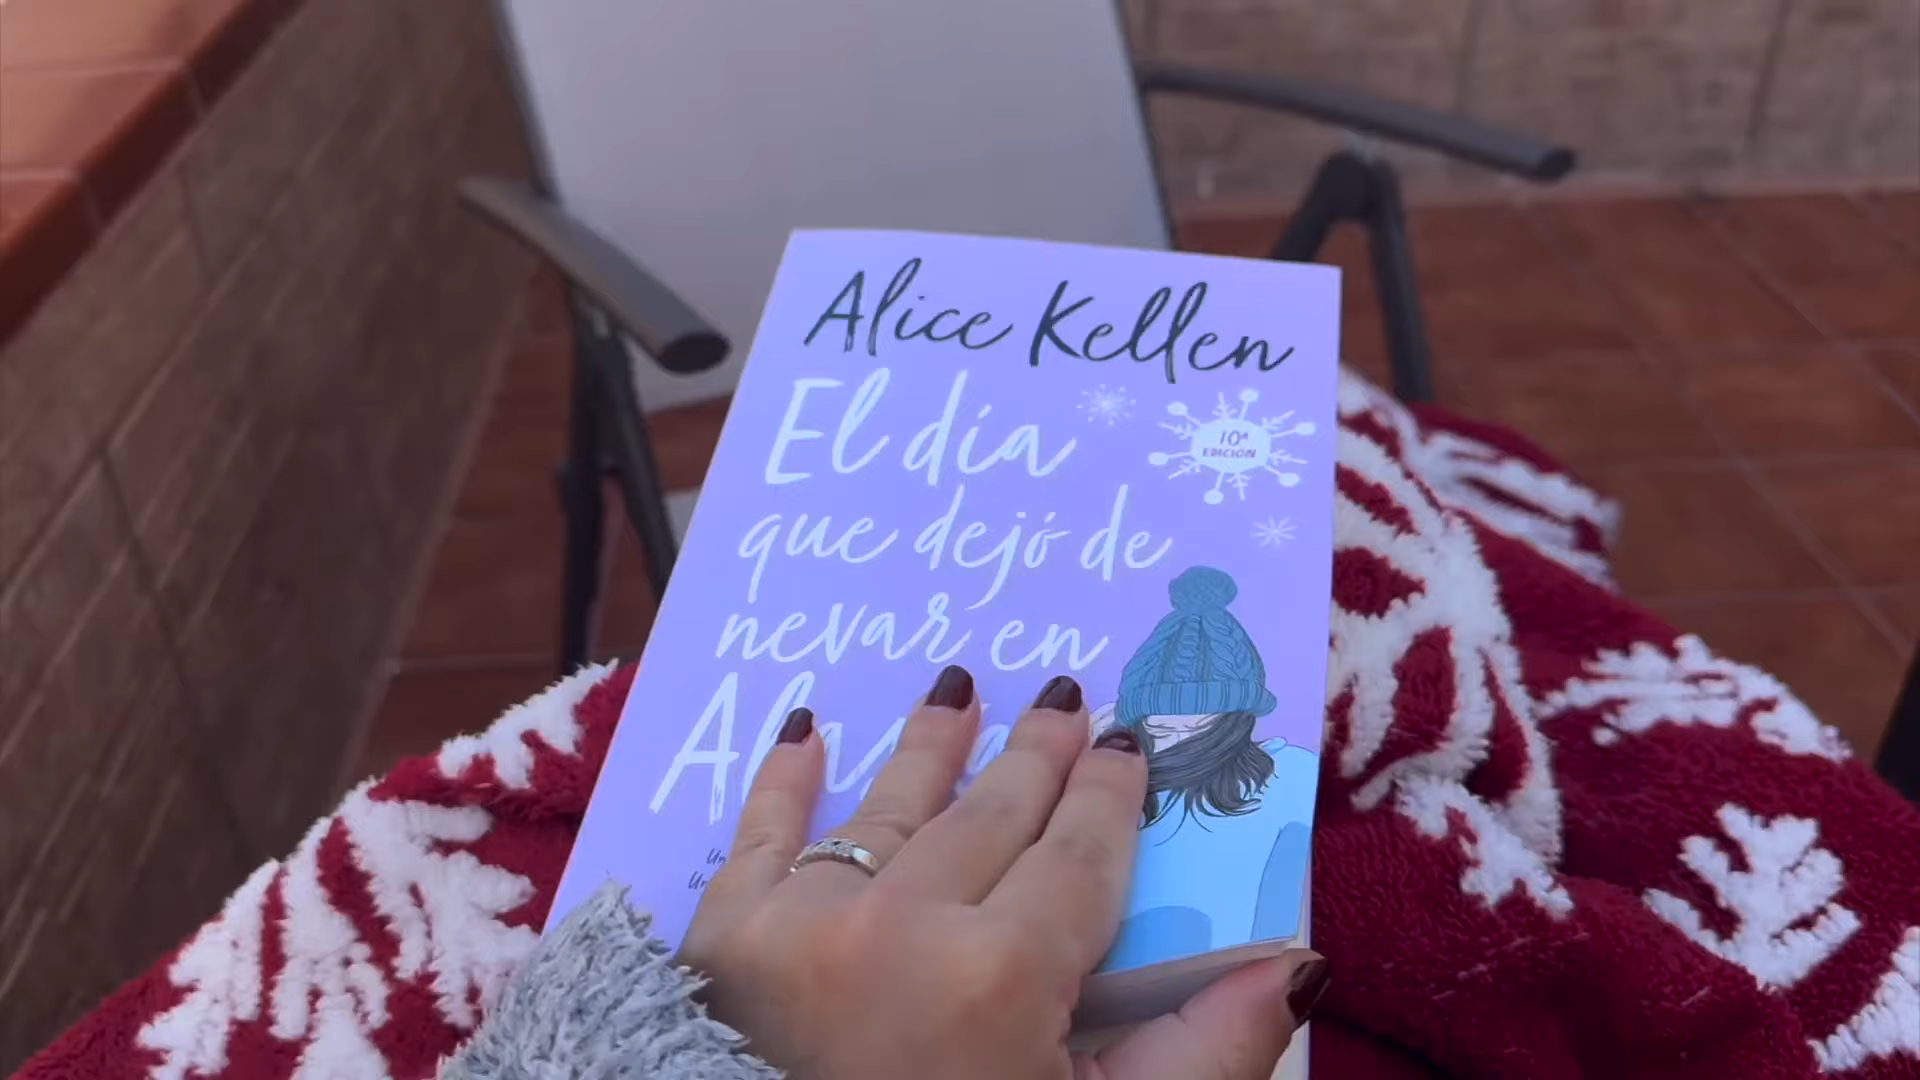 Alice Kellen
El día
que dejó de
nevar en
10ª
EDICIÓN